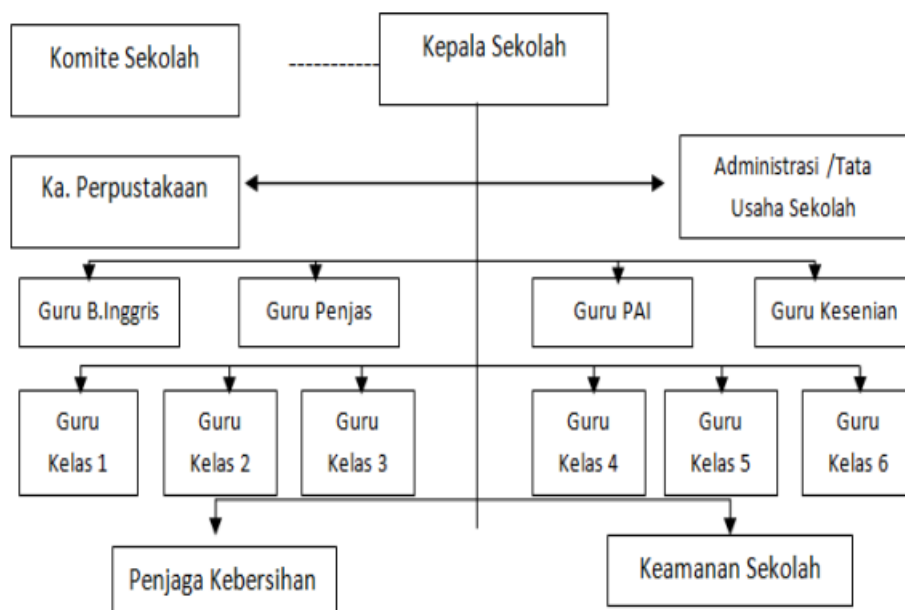 Komite Sekolah
Kepala Sekolah
Ka. Perpustakaan
Administrasi /Tata
Usaha Sekolah
Guru B.Inggris
Guru Penjas
Guru PAI
Guru Kesenian
Guru
Kelas 1
Guru
Kelas 2
Guru
Kelas 3
Guru
Kelas 4
Guru
Kelas 5
Guru
Kelas 6
Penjaga Kebersihan
Keamanan Sekolah